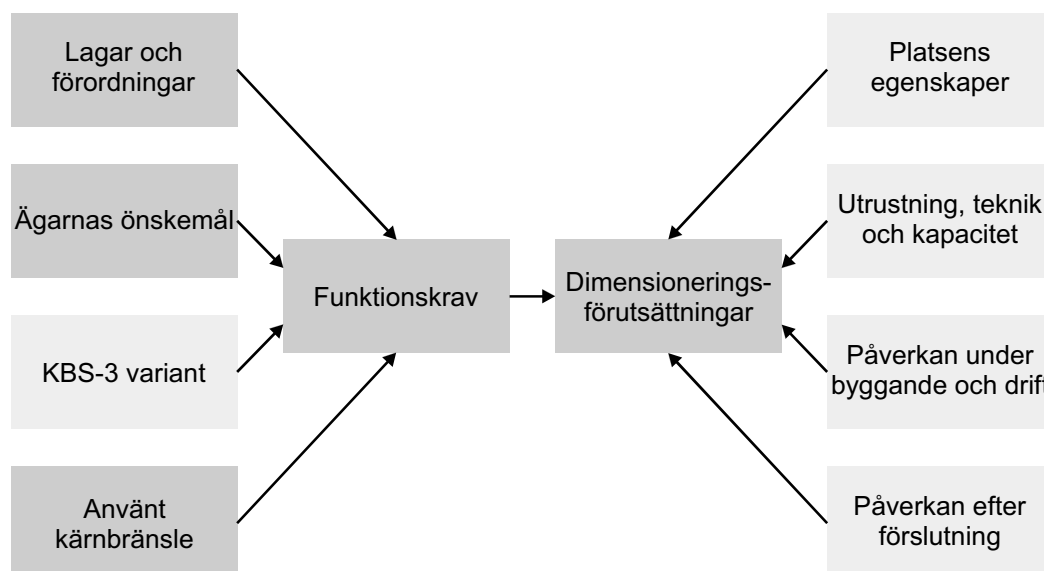 Lagar och
förordningar
Ägarnas önskemål
KBS-3 variant
Använt
kärnbränsle
Funktionskrav
Dimensionerings-
förutsättningar
Platsens
egenskaper
Utrustning, teknik
och kapacitet
Påverkan under
byggande och drift
Påverkan efter
förslutning